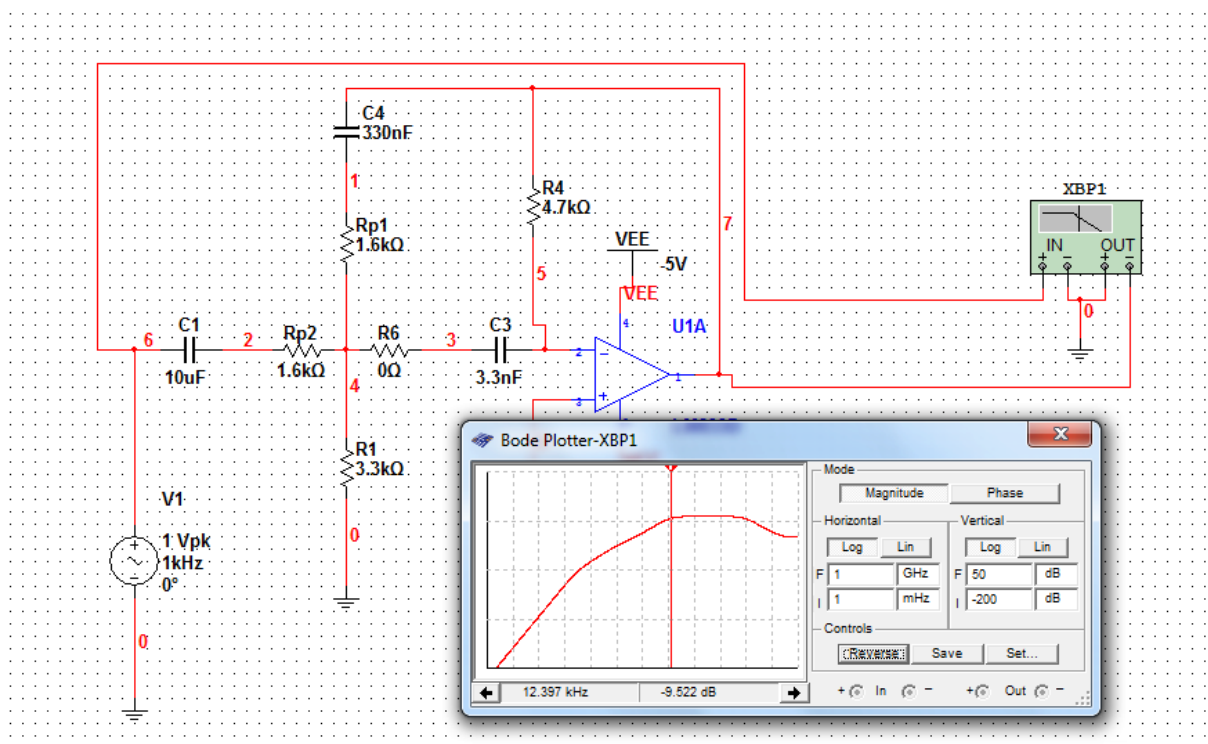 C4
330nF
1
Rp1
1.6kΩ
R4
4.7kΩ
5
7
VEE
-5V
VEE
4
U1A
XBP1
IN OUT
+ - + -
0
6
C1
10uF
2
Rp2
1.6kΩ
R6
0Ω
3
C3
3.3nF
2
3
1
4
R1
3.3kΩ
0
V1
1 Vpk
1kHz
0°
0
Bode Plotter-XBP1
Mode
Magnitude Phase
Horizontal Vertical
Log Lin Log Lin
F 1 GHz F 50 dB
I 1 mHz I -200 dB
Controls
Reverse Save Set...
12.397 kHz -9.522 dB
+ In - + Out -